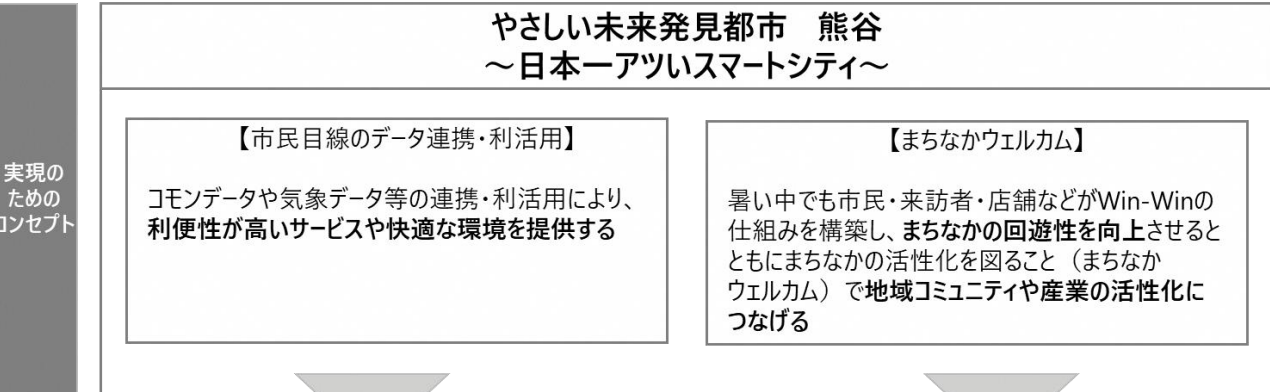 やさしい未来発見都市　熊谷
～日本一アツいスマートシティ～
実現の
ための
コンセプト
【市民目線のデータ連携・利活用】
コモンデータや気象データ等の連携・利活用により、
利便性が高いサービスや快適な環境を提供する
【まちなかウェルカム】
暑い中でも市民・来訪者・店舗などがWin-Winの
仕組みを構築し、まちなかの回遊性を向上させると
ともにまちなかの活性化を図ること（まちなか
ウェルカム）で地域コミュニティや産業の活性化に
つなげる